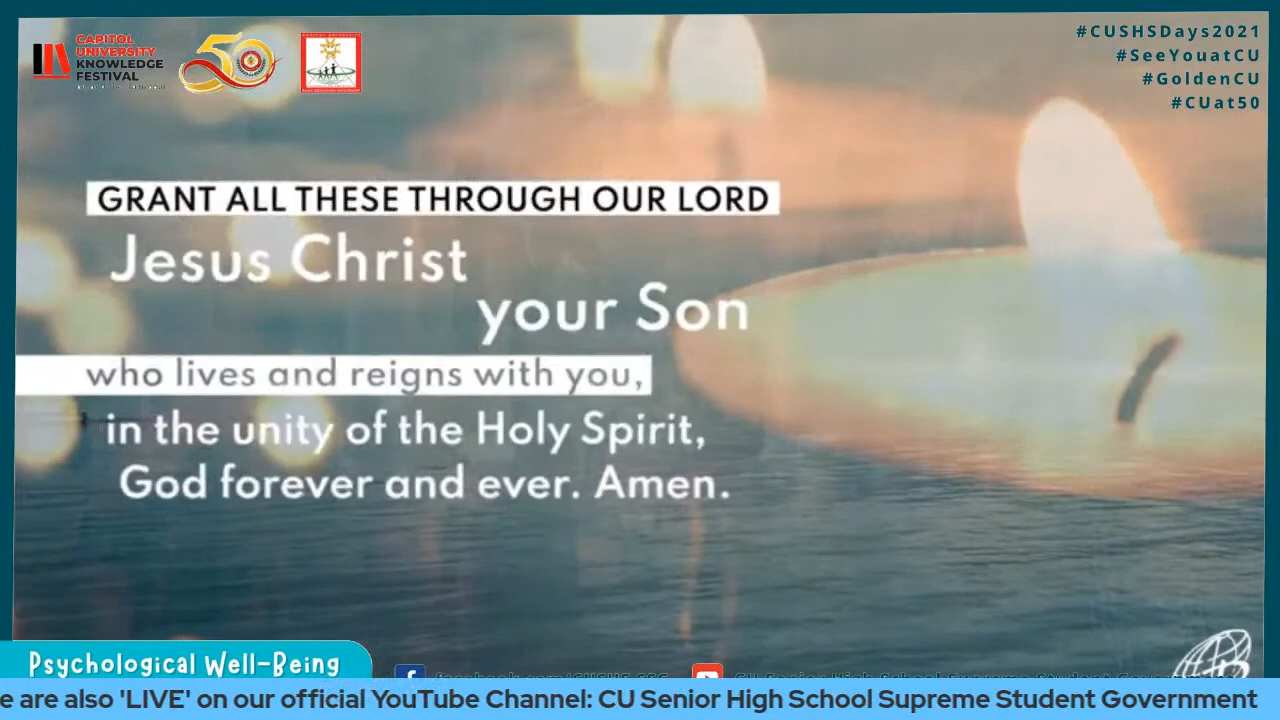 CAPITOL
UNIVERSITY
KNOWLEDGE
FESTIVAL
50
#CUSHSDays2021
#SeeYouatCU
#GoldenCU
#CUat50
GRANT ALL THESE THROUGH OUR LORD
Jesus Christ
your Son
who lives and reigns with you,
in the unity of the Holy Spirit,
God forever and ever. Amen.
Psychological Well-Being
e are also 'LIVE' on our official YouTube Channel: CU Senior High School Supreme Student Government